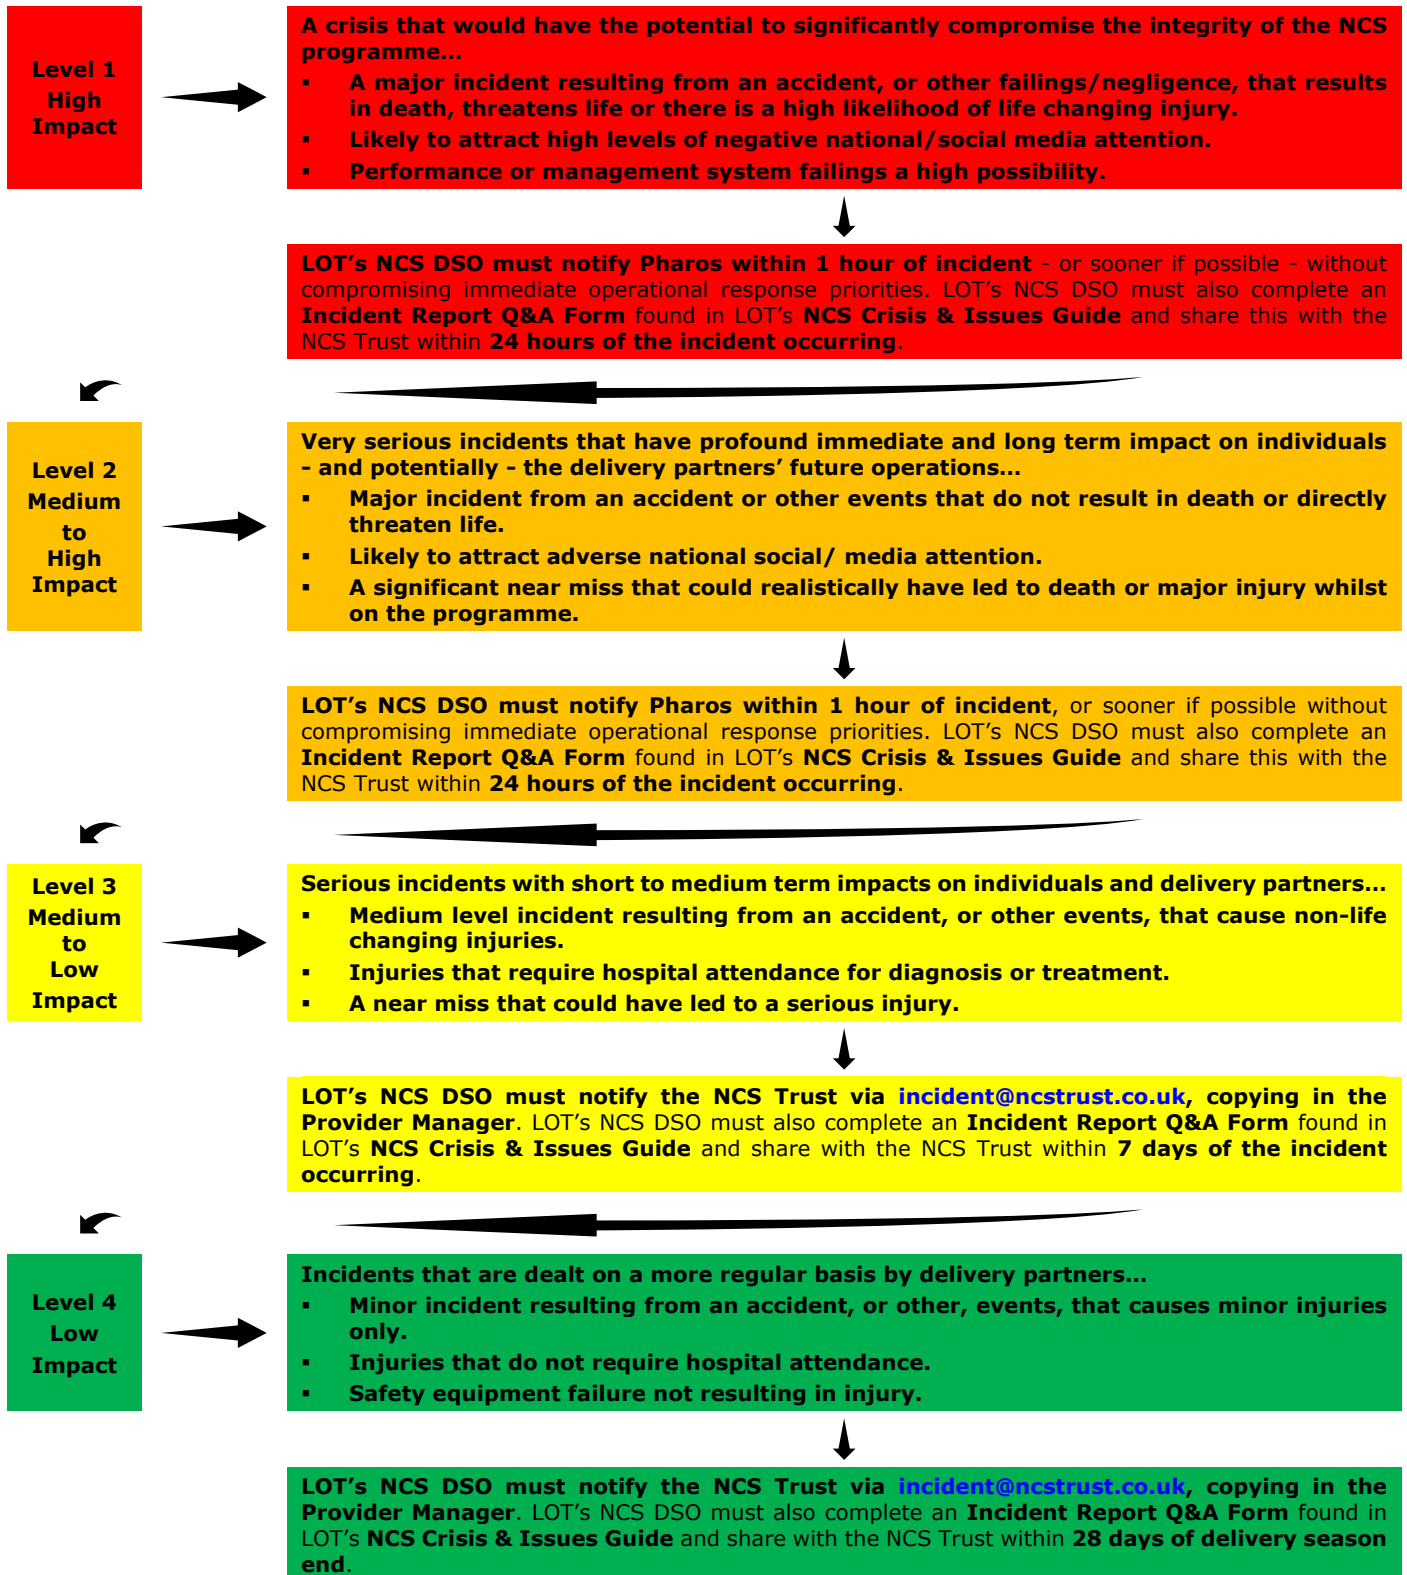 Level 1
High
Impact
A crisis that would have the potential to significantly compromise the integrity of the NCS
programme...
▪ A major incident resulting from an accident, or other failings/negligence, that results
in death, threatens life or there is a high likelihood of life changing injury.
▪ Likely to attract high levels of negative national/social media attention.
▪ Performance or management system failings a high possibility.
LOT’s NCS DSO must notify Pharos within 1 hour of incident - or sooner if possible - without
compromising immediate operational response priorities. LOT’s NCS DSO must also complete an
Incident Report Q&A Form found in LOT’s NCS Crisis & Issues Guide and share this with the
NCS Trust within 24 hours of the incident occurring.
Level 2
Medium
to
High
Impact
Very serious incidents that have profound immediate and long term impact on individuals
- and potentially - the delivery partners’ future operations...
▪ Major incident from an accident or other events that do not result in death or directly
threaten life.
▪ Likely to attract adverse national social/ media attention.
▪ A significant near miss that could realistically have led to death or major injury whilst
on the programme.
LOT’s NCS DSO must notify Pharos within 1 hour of incident, or sooner if possible without
compromising immediate operational response priorities. LOT’s NCS DSO must also complete an
Incident Report Q&A Form found in LOT’s NCS Crisis & Issues Guide and share this with the
NCS Trust within 24 hours of the incident occurring.
Level 3
Medium
to
Low
Impact
Serious incidents with short to medium term impacts on individuals and delivery partners...
▪ Medium level incident resulting from an accident, or other events, that cause non-life
changing injuries.
▪ Injuries that require hospital attendance for diagnosis or treatment.
▪ A near miss that could have led to a serious injury.
LOT’s NCS DSO must notify the NCS Trust via incident@ncstrust.co.uk, copying in the
Provider Manager. LOT’s NCS DSO must also complete an Incident Report Q&A Form found in
LOT’s NCS Crisis & Issues Guide and share with the NCS Trust within 7 days of the incident
occurring.
Level 4
Low
Impact
Incidents that are dealt on a more regular basis by delivery partners...
▪ Minor incident resulting from an accident, or other, events, that causes minor injuries
only.
▪ Injuries that do not require hospital attendance.
▪ Safety equipment failure not resulting in injury.
LOT’s NCS DSO must notify the NCS Trust via incident@ncstrust.co.uk, copying in the
Provider Manager. LOT’s NCS DSO must also complete an Incident Report Q&A Form found in
LOT’s NCS Crisis & Issues Guide and share with the NCS Trust within 28 days of delivery season
end.